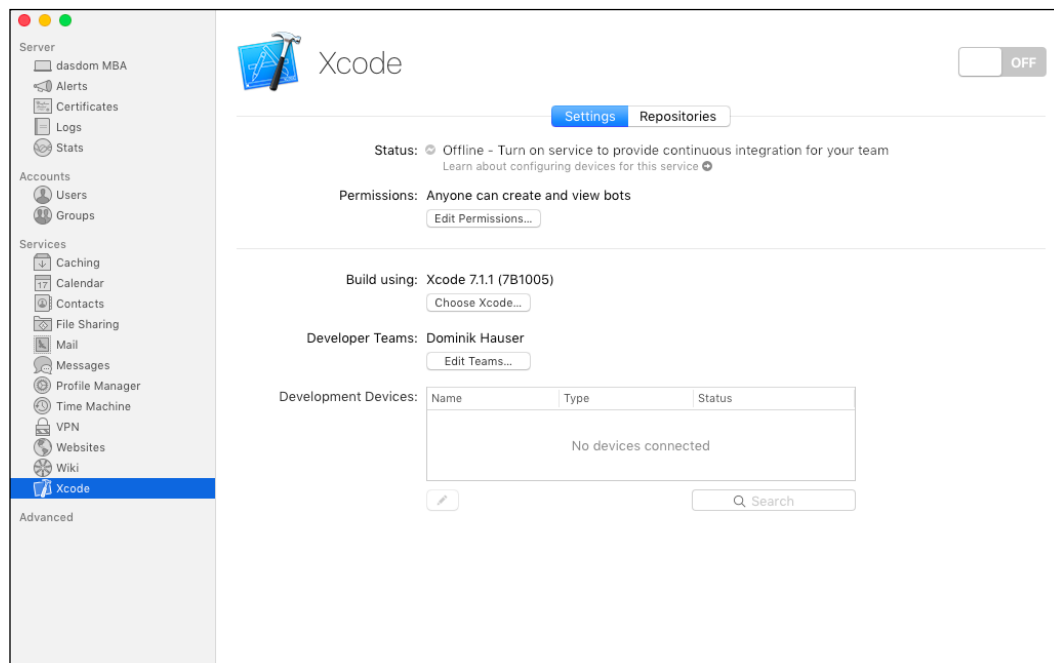 Server
dasdom MBA
Alerts
Certificates
Logs
Stats
Accounts
Users
Groups
Services
Caching
17 Calendar
Contacts
File Sharing
Mail
Messages
Profile Manager
Time Machine
VPN
Websites
Wiki
Xcode
Advanced
Xcode
OFF
Settings Repositories
Status: Offline - Turn on service to provide continuous integration for your team
Learn about configuring devices for this service
Permissions: Anyone can create and view bots
Edit Permissions...
Build using: Xcode 7.1.1 (7B1005)
Choose Xcode...
Developer Teams: Dominik Hauser
Edit Teams...
Development Devices: Name Type Status
No devices connected
Search